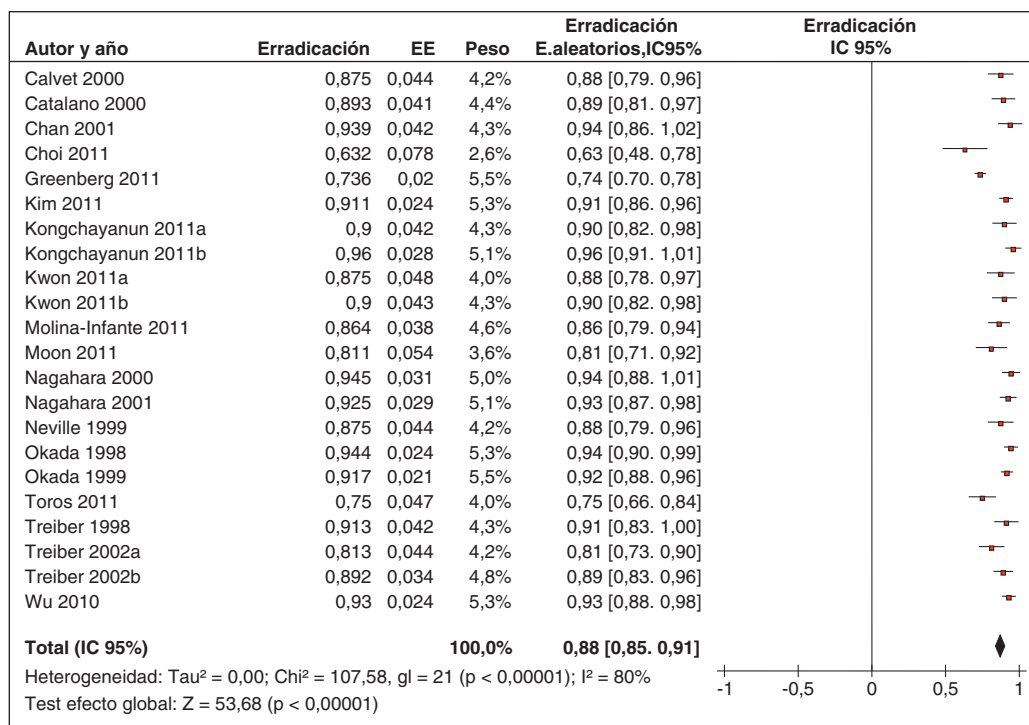 Erradicación Erradicación
Autor y año Erradicación EE Peso E.aleatorios,IC95% IC 95%
Calvet 2000 0,875 0,044 4,2% 0,88 [0,79. 0,96]
Catalano 2000 0,893 0,041 4,4% 0,89 [0,81. 0,97]
Chan 2001 0,939 0,042 4,3% 0,94 [0,86. 1,02]
Choi 2011 0,632 0,078 2,6% 0,63 [0,48. 0,78]
Greenberg 2011 0,736 0,02 5,5% 0,74 [0.70. 0,78]
Kim 2011 0,911 0,024 5,3% 0,91 [0,86. 0,96]
Kongchayanun 2011a 0,9 0,042 4,3% 0,90 [0,82. 0,98]
Kongchayanun 2011b 0,96 0,028 5,1% 0,96 [0,91. 1,01]
Kwon 2011a 0,875 0,048 4,0% 0,88 [0,78. 0,97]
Kwon 2011b 0,9 0,043 4,3% 0,90 [0,82. 0,98]
Molina-Infante 2011 0,864 0,038 4,6% 0,86 [0,79. 0,94]
Moon 2011 0,811 0,054 3,6% 0,81 [0,71. 0,92]
Nagahara 2000 0,945 0,031 5,0% 0,94 [0,88. 1,01]
Nagahara 2001 0,925 0,029 5,1% 0,93 [0,87. 0,98]
Neville 1999 0,875 0,044 4,2% 0,88 [0,79. 0,96]
Okada 1998 0,944 0,024 5,3% 0,94 [0,90. 0,99]
Okada 1999 0,917 0,021 5,5% 0,92 [0,88. 0,96]
Toros 2011 0,75 0,047 4,0% 0,75 [0,66. 0,84]
Treiber 1998 0,913 0,042 4,3% 0,91 [0,83. 1,00]
Treiber 2002a 0,813 0,044 4,2% 0,81 [0,73. 0,90]
Treiber 2002b 0,892 0,034 4,8% 0,89 [0,83. 0,96]
Wu 2010 0,93 0,024 5,3% 0,93 [0,88. 0,98]
Total (IC 95%) 100,0% 0,88 [0,85. 0,91]
Heterogeneidad: Tau² = 0,00; Chi² = 107,58, gl = 21 (p < 0,00001); I² = 80%
-1 -0,5 0 0,5 1
Test efecto global: Z = 53,68 (p < 0,00001)